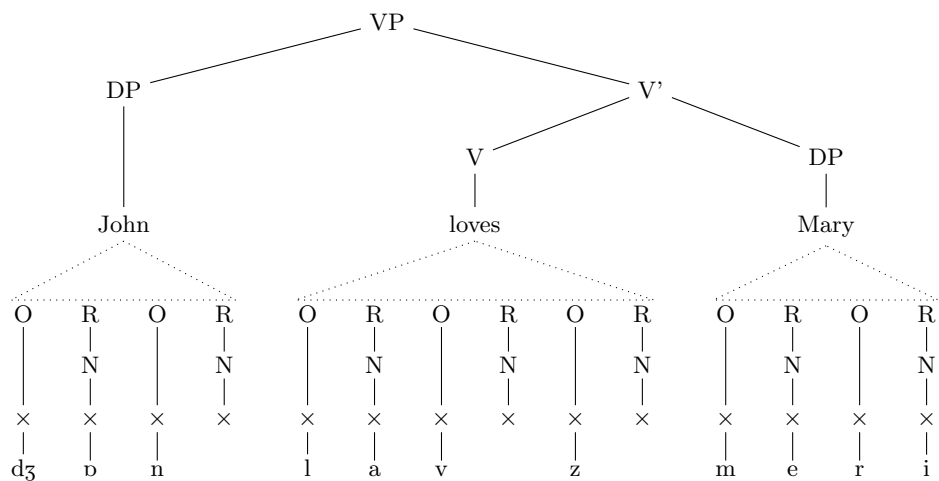 VP
DP V'
V DP
John loves Mary
O R O R O R O R O R O R O R
N N N N N N N
× × × × × × × × × × × × × ×
dʒ ɒ n l a v z m e r i